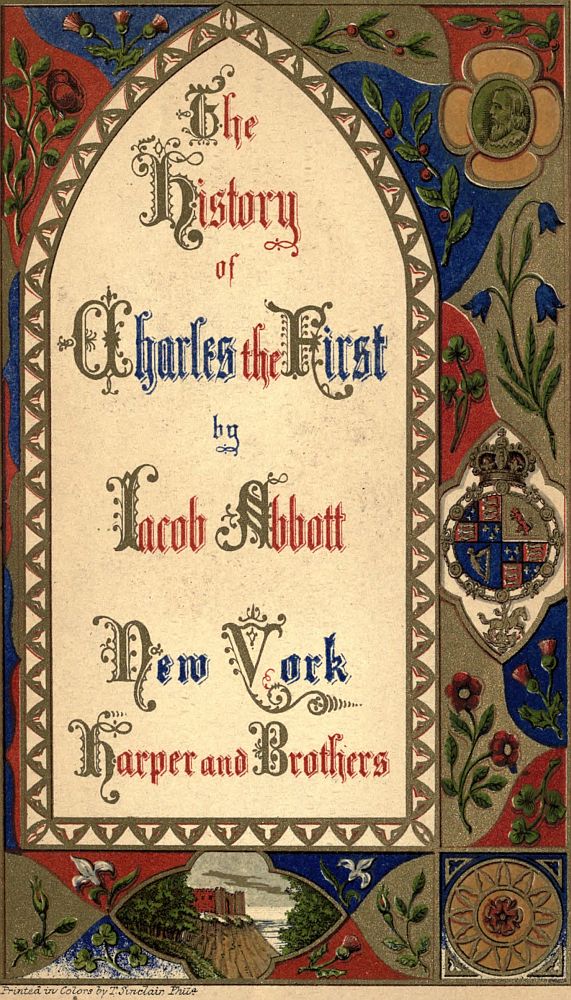 The
History
of
Charles the First
by
Jacob Abbott
New York
Harper and Brothers
Printed in Colors by T. Sinclair Phila